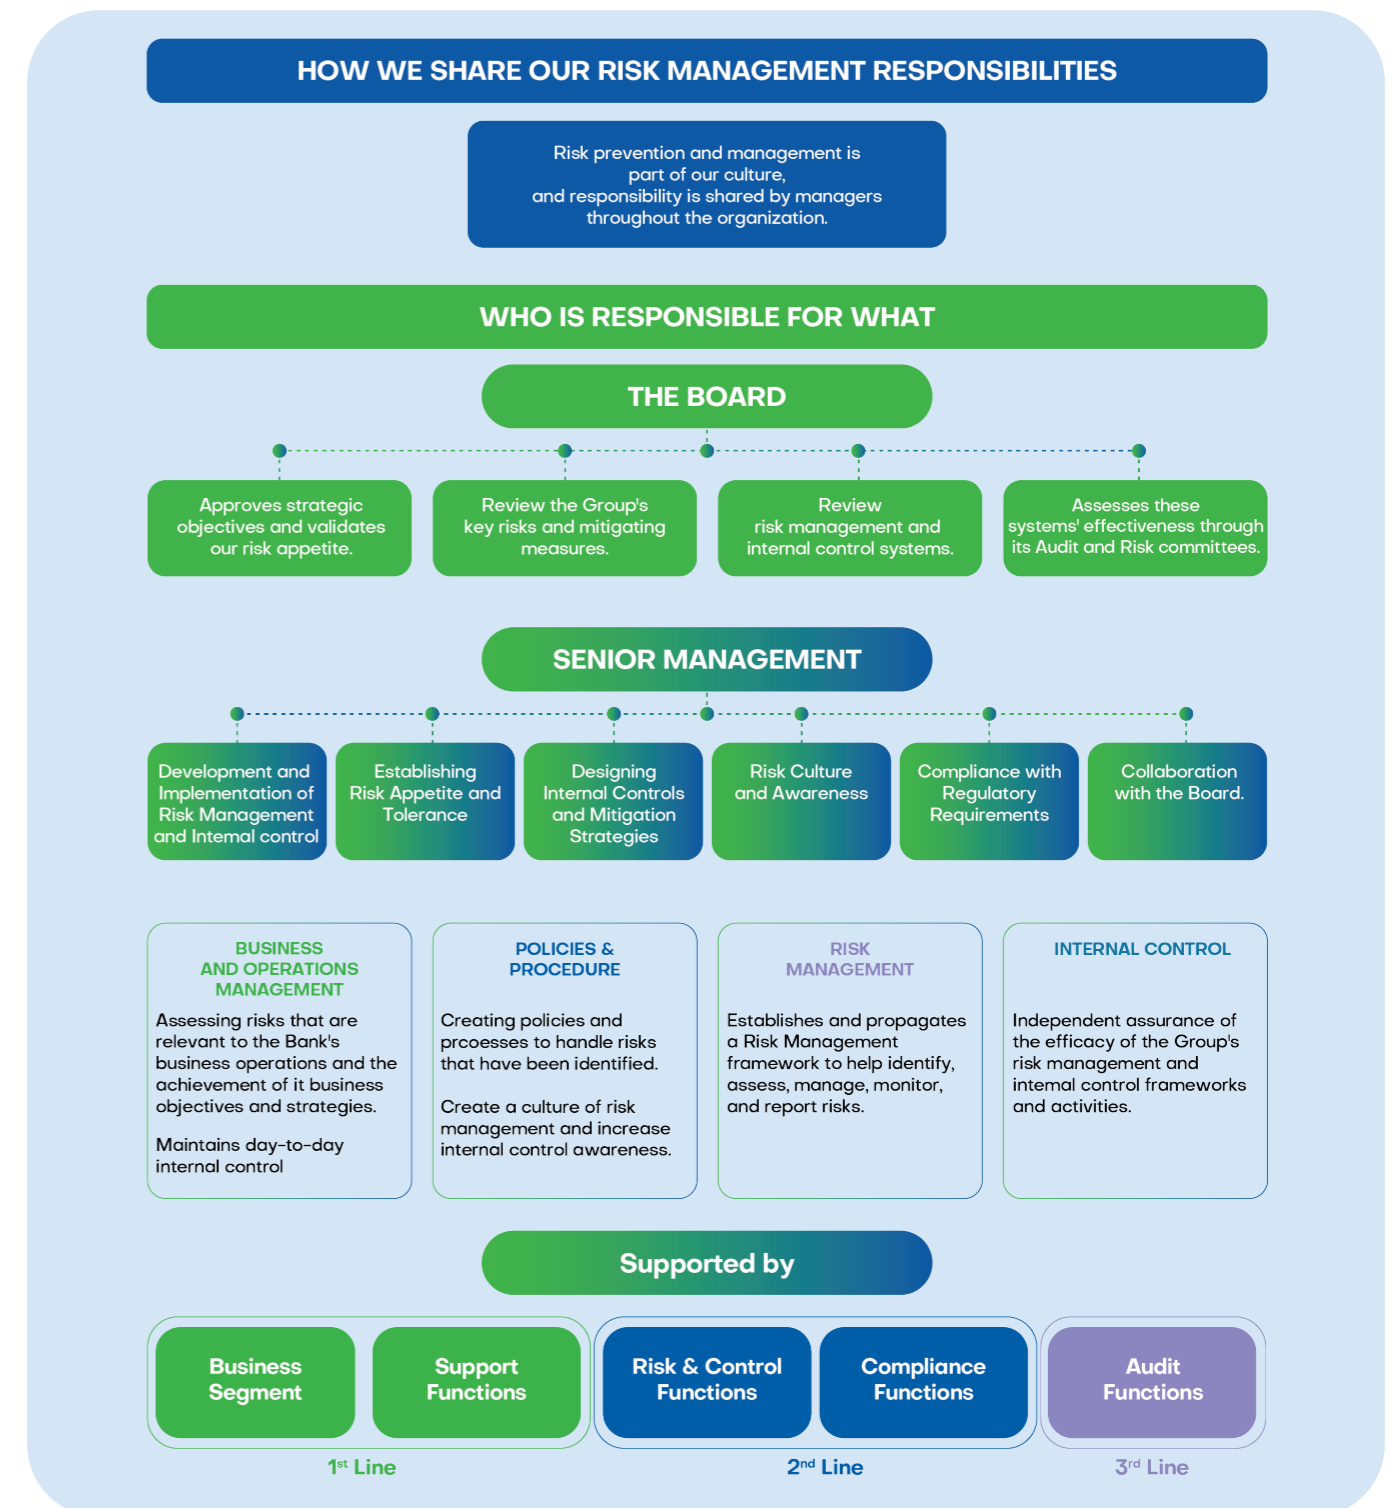 HOW WE SHARE OUR RISK MANAGEMENT RESPONSIBILITIES
Risk prevention and management is
part of our culture,
and responsibility is shared by managers
throughout the organization.
WHO IS RESPONSIBLE FOR WHAT
THE BOARD
Approves strategic
objectives and validates
our risk appetite.
Review the Group's
key risks and mitigating
measures.
Review
risk management and
internal control systems.
Assesses these
systems' effectiveness through
its Audit and Risk committees.
SENIOR MANAGEMENT
Development and
Implementation of
Risk Management
and Internal control
Establishing
Risk Appetite and
Tolerance
Designing
Internal Controls
and Mitigation
Strategies
Risk Culture
and Awareness
Compliance with
Regulatory
Requirements
Collaboration
with the Board.
BUSINESS
AND OPERATIONS
MANAGEMENT
Assessing risks that are
relevant to the Bank's
business operations and the
achievement of it business
objectives and strategies.
Maintains day-to-day
internal control
POLICIES &
PROCEDURE
Creating policies and
prcoesses to handle risks
that have been identified.
Create a culture of risk
management and increase
internal control awareness.
RISK
MANAGEMENT
Establishes and propagates
a Risk Management
framework to help identify,
assess, manage, monitor,
and report risks.
INTERNAL CONTROL
Independent assurance of
the efficacy of the Group's
risk management and
internal control frameworks
and activities.
Supported by
Business
Segment
Support
Functions
Risk & Control
Functions
Compliance
Functions
Audit
Functions
1st Line
2nd Line
3rd Line